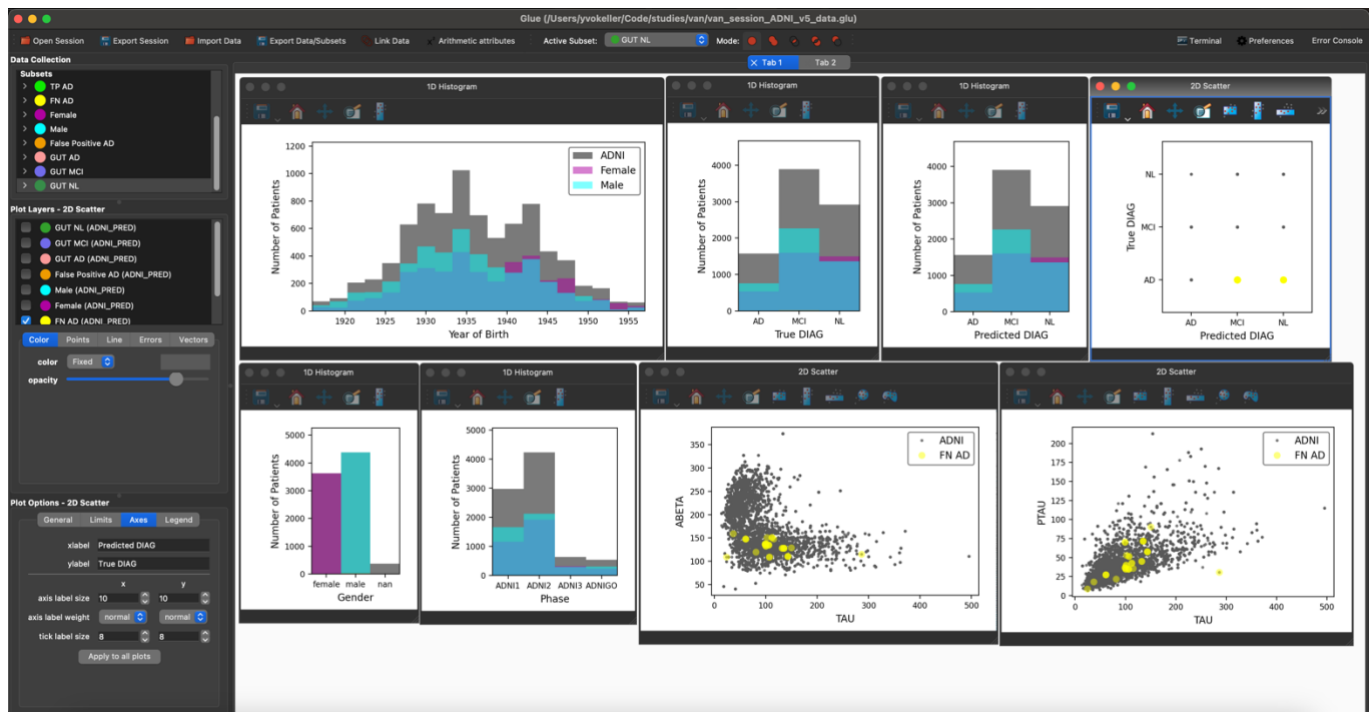 Glue (/Users/yvokeller/Code/studies/van/van_session_ADNI_v5_data.glu)
Open Session Export Session Import Data Export Data/Subsets Link Data Arithmetic attributes Active Subset: GUT NL Mode: Terminal Preferences Error Console
Data Collection
Subsets
TP AD
FN AD
Female
Male
False Positive AD
GUT AD
GUT MCI
GUT NL
Plot Layers - 2D Scatter
GUT NL (ADNI_PRED)
GUT MCI (ADNI_PRED)
GUT AD (ADNI_PRED)
False Positive AD (ADNI_PRED)
Male (ADNI_PRED)
Female (ADNI_PRED)
FN AD (ADNI_PRED)
Color Points Line Errors Vectors
color Fixed
opacity
Plot Options - 2D Scatter
General Limits Axes Legend
xlabel Predicted DIAG
ylabel True DIAG
x y
axis label size 10 10
axis label weight normal normal
tick label size 8 8
Apply to all plots
Tab 1 Tab 2
1D Histogram
1200
1000
800
600
400
200
0
Number of Patients
ADNI
Female
Male
1920 1925 1930 1935 1940 1945 1950 1955
Year of Birth
1D Histogram
4000
3000
2000
1000
0
Number of Patients
AD MCI NL
True DIAG
1D Histogram
4000
3000
2000
1000
0
Number of Patients
AD MCI NL
Predicted DIAG
2D Scatter
NL
MCI
AD
True DIAG
AD MCI NL
Predicted DIAG
1D Histogram
5000
4000
3000
2000
1000
0
Number of Patients
female male nan
Gender
1D Histogram
5000
4000
3000
2000
1000
0
Number of Patients
ADNI1 ADNI2 ADNI3 ADNIGO
Phase
2D Scatter
350
300
250
200
150
100
50
ABETA
ADNI
FN AD
0 100 200 300 400 500
TAU
2D Scatter
200
175
150
125
100
75
50
25
0
PTAU
ADNI
FN AD
0 100 200 300 400 500
TAU